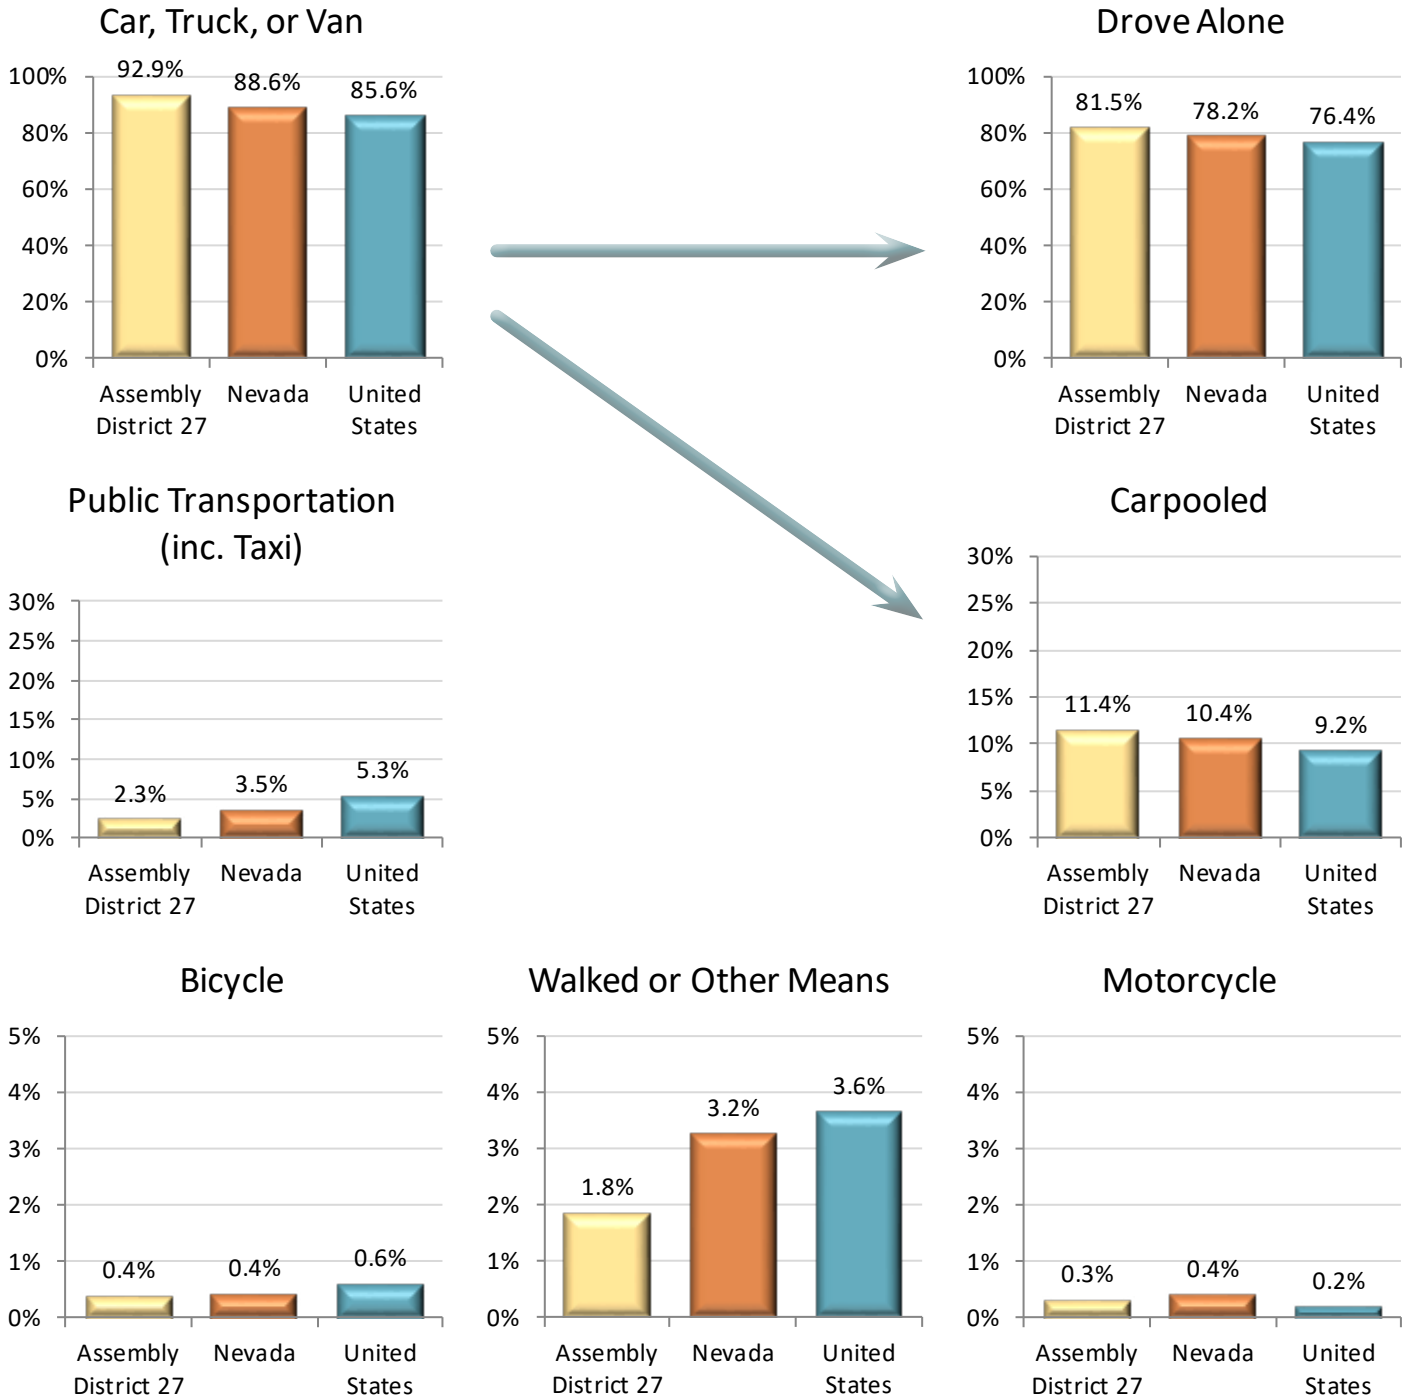 Car, Truck, or Van
92.9%
88.6%
85.6%
100%
80%
60%
40%
20%
0%
Assembly
District 27
Nevada
United
States
Drove Alone
81.5%
78.2%
76.4%
100%
80%
60%
40%
20%
0%
Assembly
District 27
Nevada
United
States
Public Transportation
(inc. Taxi)
30%
25%
20%
15%
10%
5%
0%
2.3%
3.5%
5.3%
Assembly
District 27
Nevada
United
States
Carpooled
30%
25%
20%
15%
10%
5%
0%
11.4%
10.4%
9.2%
Assembly
District 27
Nevada
United
States
Bicycle
5%
4%
3%
2%
1%
0%
0.4%
0.4%
0.6%
Assembly
District 27
Nevada
United
States
Walked or Other Means
5%
4%
3%
2%
1%
0%
1.8%
3.2%
3.6%
Assembly
District 27
Nevada
United
States
Motorcycle
5%
4%
3%
2%
1%
0%
0.3%
0.4%
0.2%
Assembly
District 27
Nevada
United
States